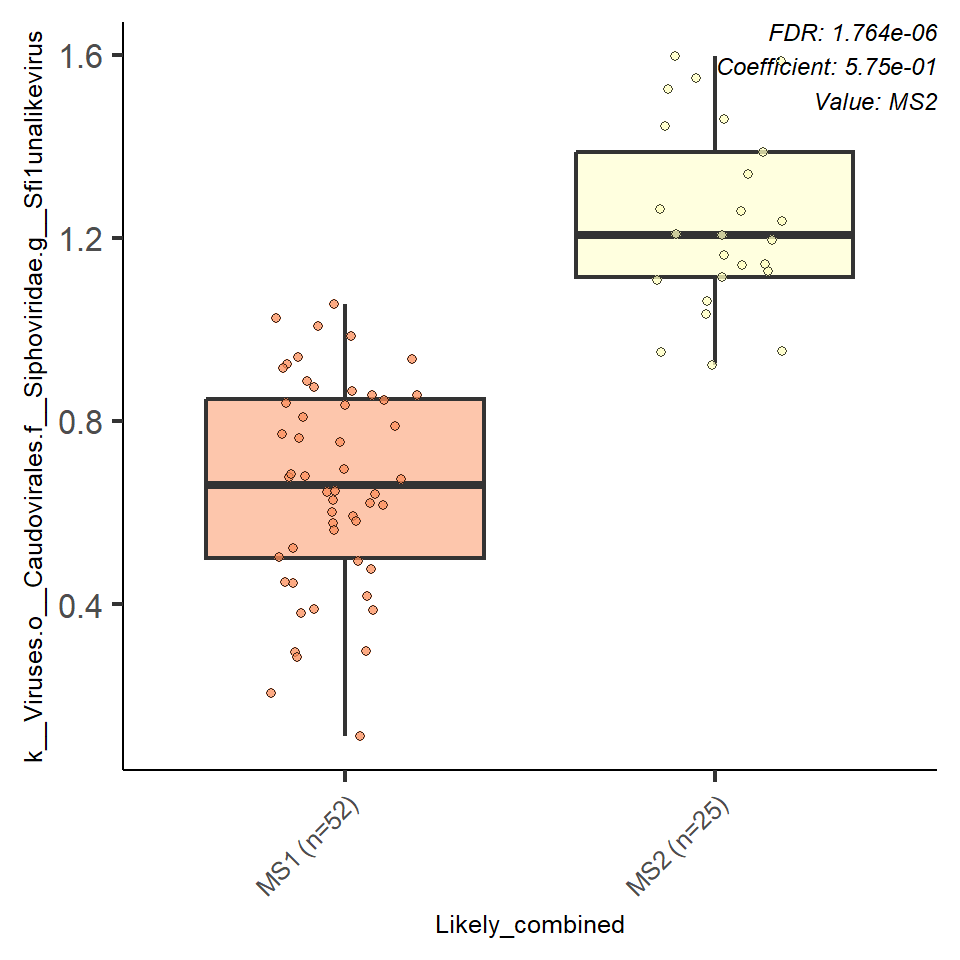 FDR: 1.764e-06
Coefficient: 5.75e-01
Value: MS2
k__Viruses.o__Caudovirales.f__Siphoviridae.g__Sfi1unalikevirus
1.6
1.2
0.8
0.4
MS1 (n=52)
MS2 (n=25)
Likely_combined